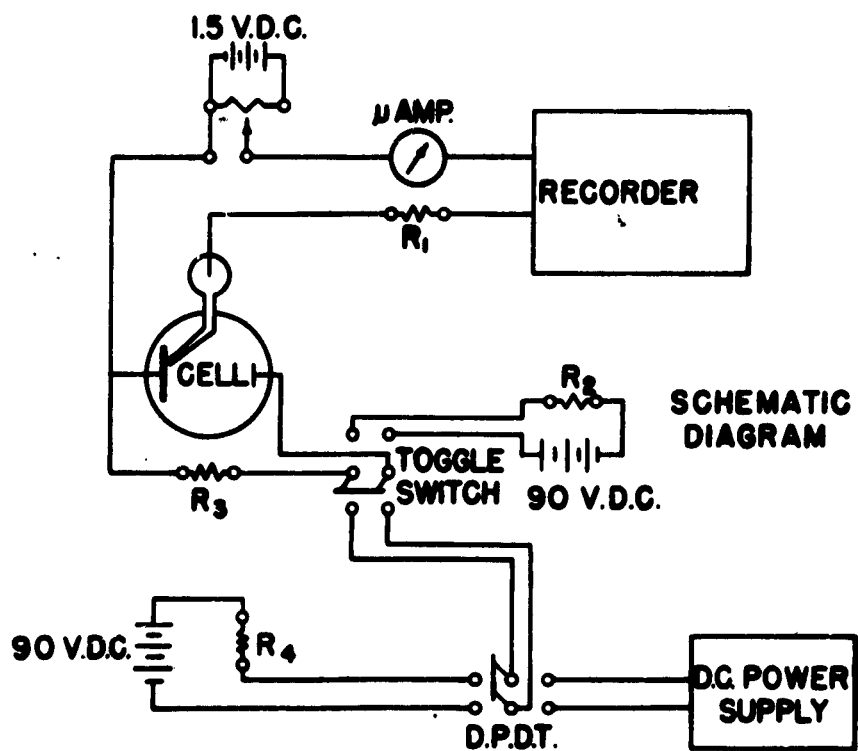 1.5 V.D.C.
μ AMP.
RECORDER
R1
CELL
R2
SCHEMATIC
DIAGRAM
TOGGLE
SWITCH
90 V.D.C.
R3
90 V.D.C.
R4
D.C. POWER
SUPPLY
D.P.D.T.